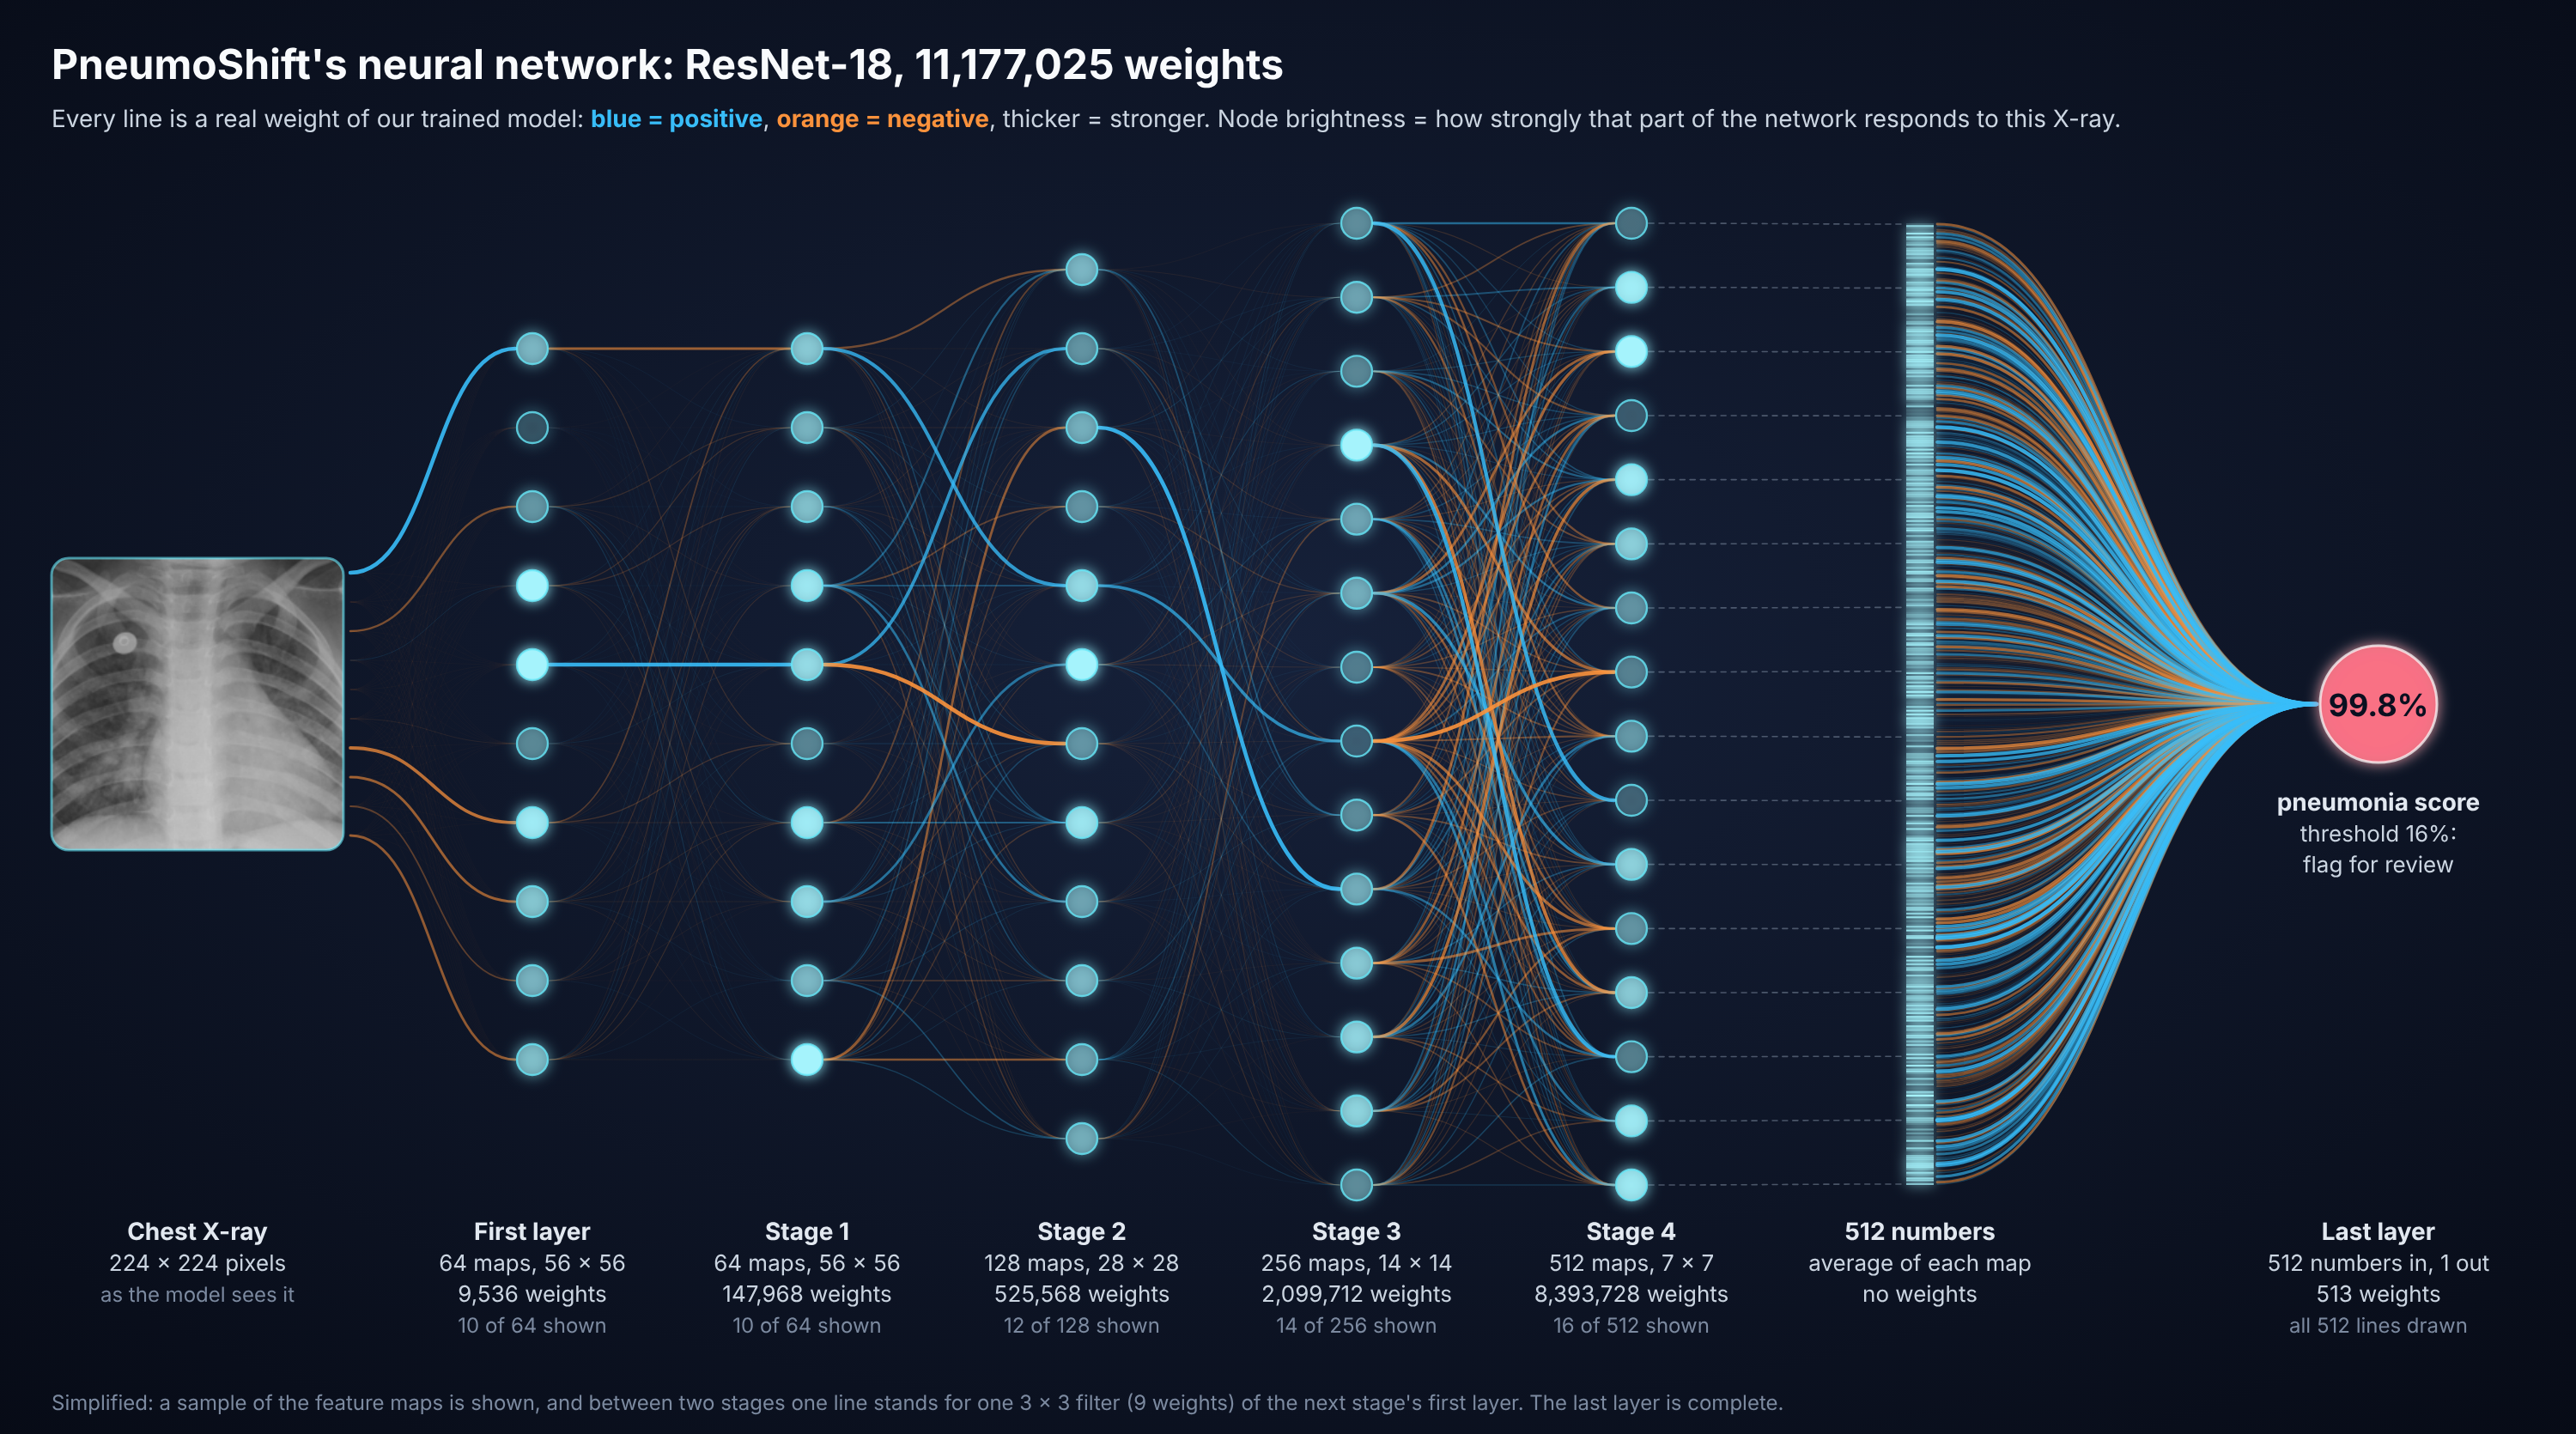 PneumoShift's neural network: ResNet-18, 11,177,025 weights
Every line is a real weight of our trained model: blue = positive, orange = negative, thicker = stronger. Node brightness = how strongly that part of the network responds to this X-ray.
99.8%
pneumonia score
threshold 16%:
flag for review
Chest X-ray
224 × 224 pixels
as the model sees it
First layer
64 maps, 56 × 56
9,536 weights
10 of 64 shown
Stage 1
64 maps, 56 × 56
147,968 weights
10 of 64 shown
Stage 2
128 maps, 28 × 28
525,568 weights
12 of 128 shown
Stage 3
256 maps, 14 × 14
2,099,712 weights
14 of 256 shown
Stage 4
512 maps, 7 × 7
8,393,728 weights
16 of 512 shown
512 numbers
average of each map
no weights
Last layer
512 numbers in, 1 out
513 weights
all 512 lines drawn
Simplified: a sample of the feature maps is shown, and between two stages one line stands for one 3 × 3 filter (9 weights) of the next stage's first layer. The last layer is complete.